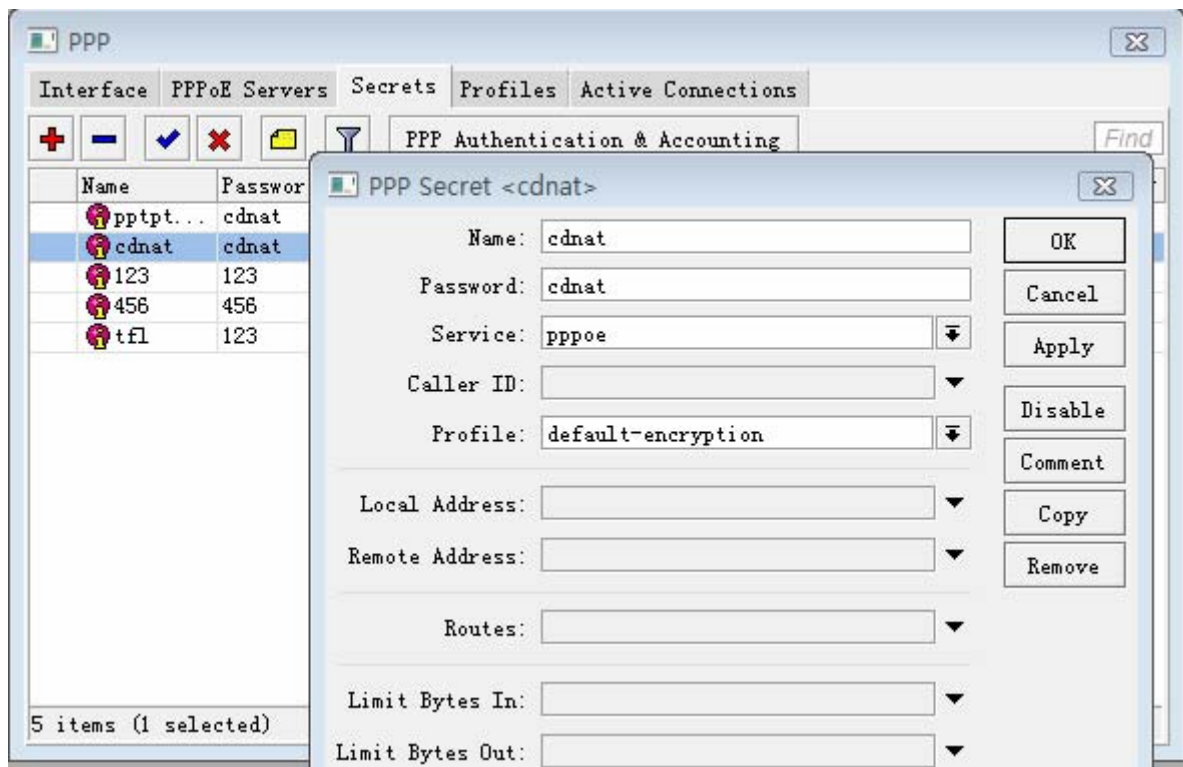 PPP
Interface PPPoE Servers Secrets Profiles Active Connections
PPP Authentication & Accounting Find
Name Passwor
pptpt... cdnat
cdnat cdnat
123 123
456 456
tfl 123
5 items (1 selected)
PPP Secret <cdnat>
Name: cdnat
Password: cdnat
Service: pppoe
Caller ID:
Profile: default-encryption
Local Address:
Remote Address:
Routes:
Limit Bytes In:
Limit Bytes Out:
OK
Cancel
Apply
Disable
Comment
Copy
Remove